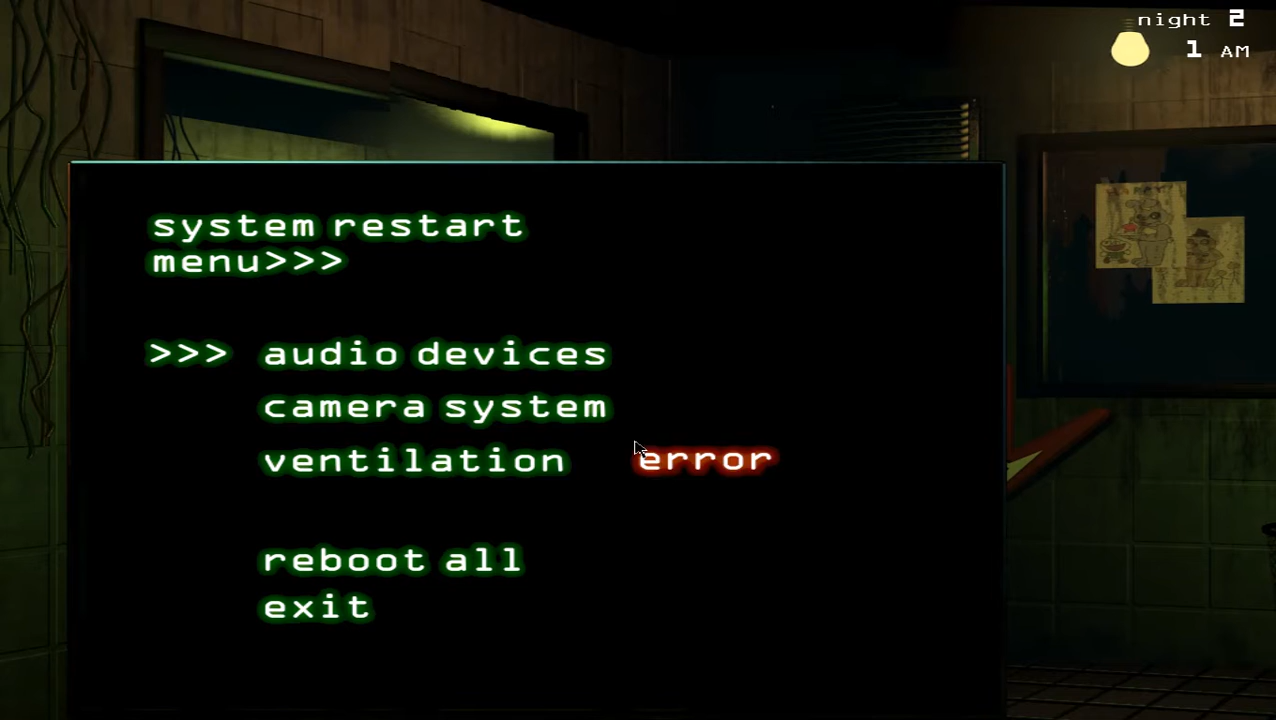 night 2
1 AM
system restart
menu>>>
>>> audio devices
camera system
ventilation error
reboot all
exit